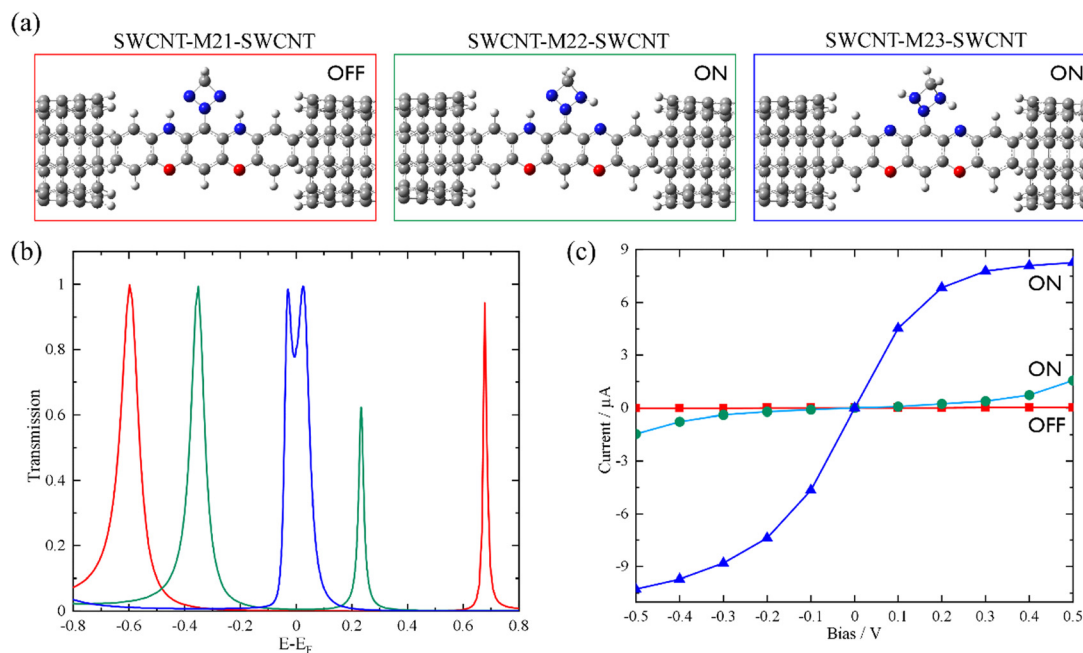 (a)
SWCNT-M21-SWCNT
SWCNT-M22-SWCNT
SWCNT-M23-SWCNT
OFF
ON
ON
(b)
Transmission
1
0.8
0.6
0.4
0.2
0
-0.8
-0.6
-0.4
-0.2
0
0.2
0.4
0.6
0.8
E-E_F
(c)
Current / μA
9
6
3
0
-3
-6
-9
ON
ON
OFF
-0.5
-0.4
-0.3
-0.2
-0.1
0
0.1
0.2
0.3
0.4
0.5
Bias / V